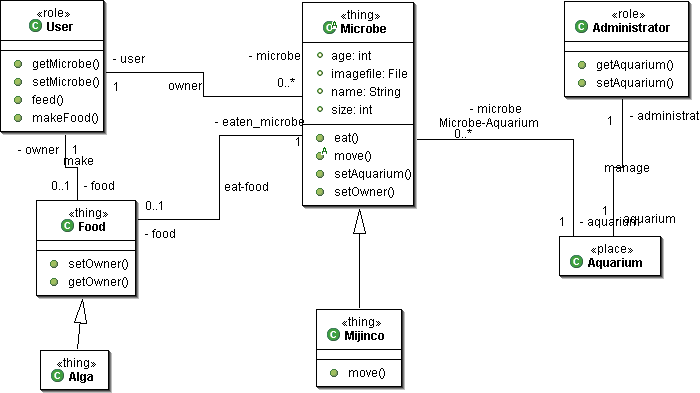 «role»
User
getMicrobe()
setMicrobe()
feed()
makeFood()
- user
1
owner
- microbe
0..*
«thing»
Microbe
age: int
imagefile: File
name: String
size: int
eat()
move()
setAquarium()
setOwner()
«role»
Administrator
getAquarium()
setAquarium()
- microbe
Microbe-Aquarium
0..*
1
- administrat
manage
1
- aquarium
1
- aquarium
«place»
Aquarium
- eaten_microbe
1
eat-food
0..1
- food
- owner
1
make
0..1
- food
«thing»
Food
setOwner()
getOwner()
«thing»
Alga
«thing»
Mijinco
move()